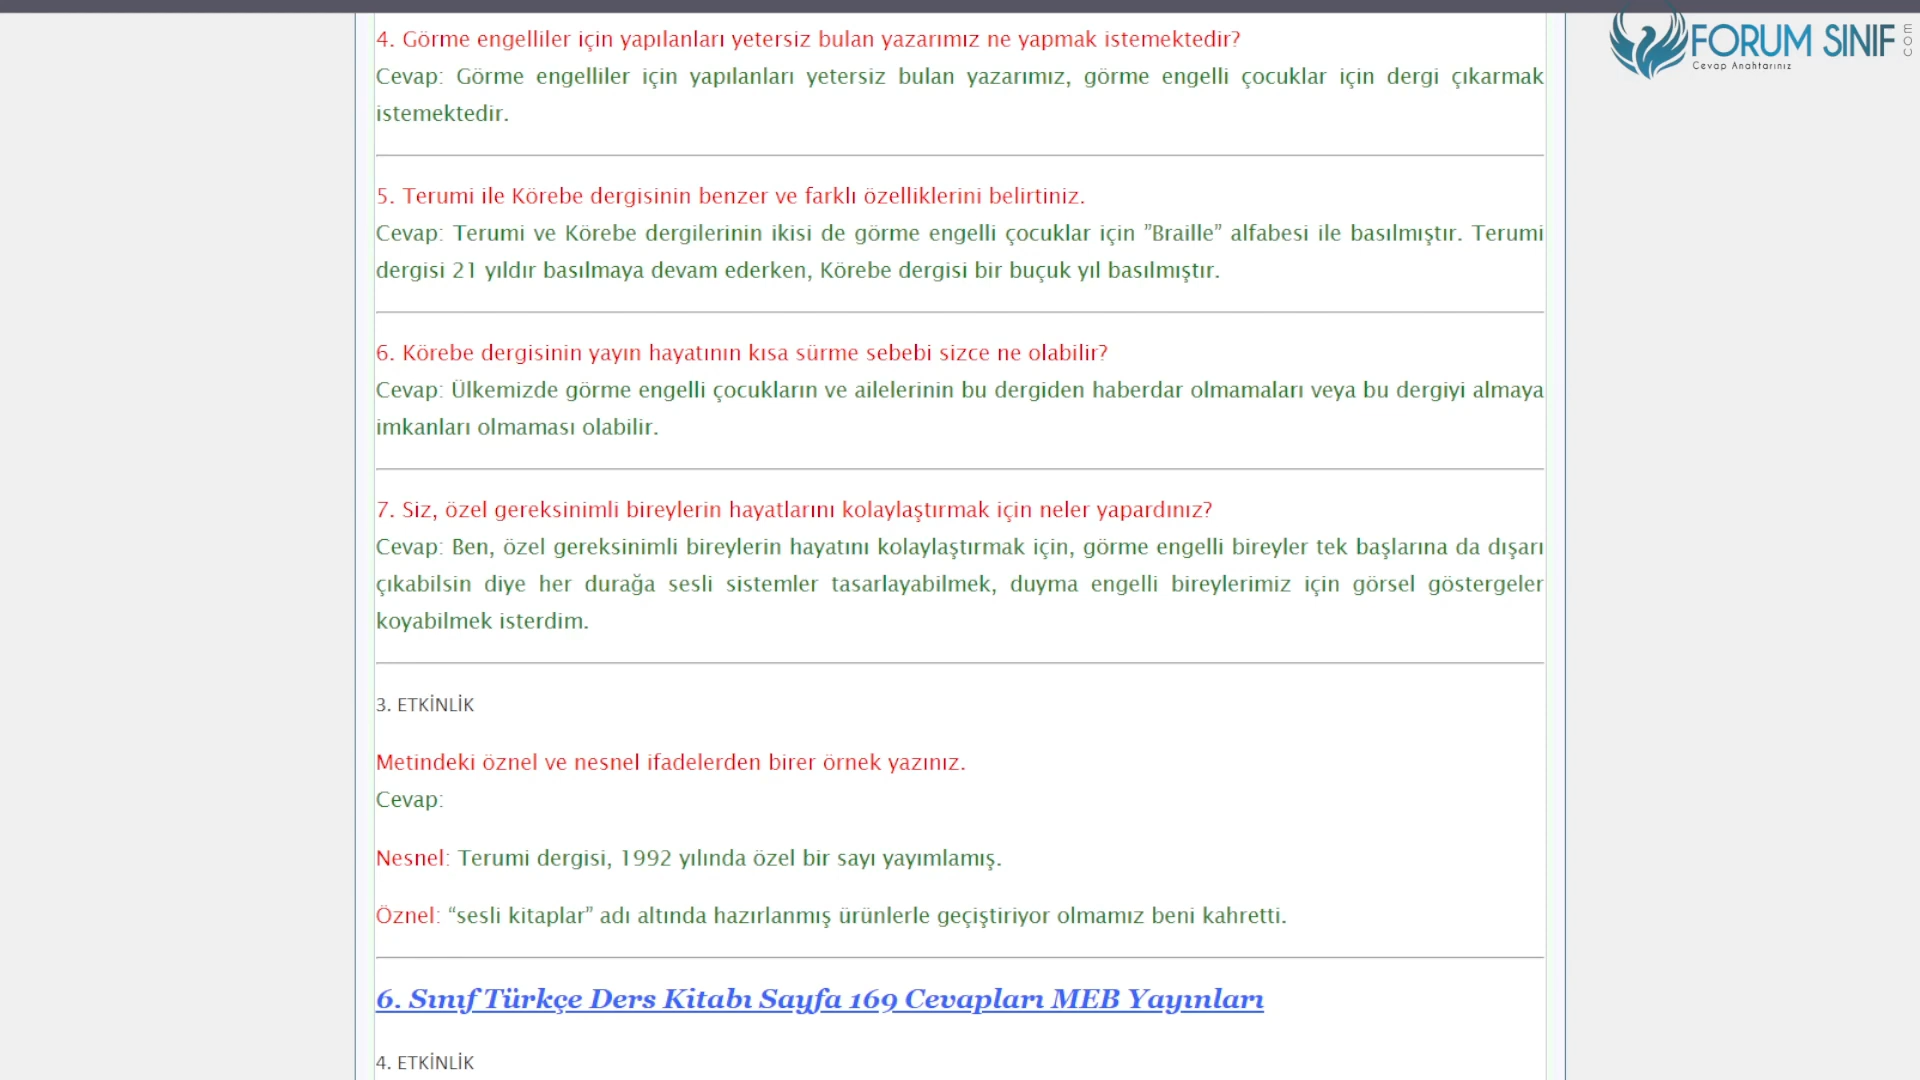 FORUM SINIF
com
Cevap Anahtarınız
4. Görme engelliler için yapılanları yetersiz bulan yazarımız ne yapmak istemektedir?
Cevap: Görme engelliler için yapılanları yetersiz bulan yazarımız, görme engelli çocuklar için dergi çıkarmak
istemektedir.
5. Terumi ile Körebe dergisinin benzer ve farklı özelliklerini belirtiniz.
Cevap: Terumi ve Körebe dergilerinin ikisi de görme engelli çocuklar için ”Braille” alfabesi ile basılmıştır. Terumi
dergisi 21 yıldır basılmaya devam ederken, Körebe dergisi bir buçuk yıl basılmıştır.
6. Körebe dergisinin yayın hayatının kısa sürme sebebi sizce ne olabilir?
Cevap: Ülkemizde görme engelli çocukların ve ailelerinin bu dergiden haberdar olmamaları veya bu dergiyi almaya
imkanları olmaması olabilir.
7. Siz, özel gereksinimli bireylerin hayatlarını kolaylaştırmak için neler yapardınız?
Cevap: Ben, özel gereksinimli bireylerin hayatını kolaylaştırmak için, görme engelli bireyler tek başlarına da dışarı
çıkabilsin diye her durağa sesli sistemler tasarlayabilmek, duyma engelli bireylerimiz için görsel göstergeler
koyabilmek isterdim.
3. ETKİNLİK
Metindeki öznel ve nesnel ifadelerden birer örnek yazınız.
Cevap:
Nesnel: Terumi dergisi, 1992 yılında özel bir sayı yayımlamış.
Öznel: “sesli kitaplar” adı altında hazırlanmış ürünlerle geçiştiriyor olmamız beni kahretti.
6. Sınıf Türkçe Ders Kitabı Sayfa 169 Cevapları MEB Yayınları
4. ETKİNLİK